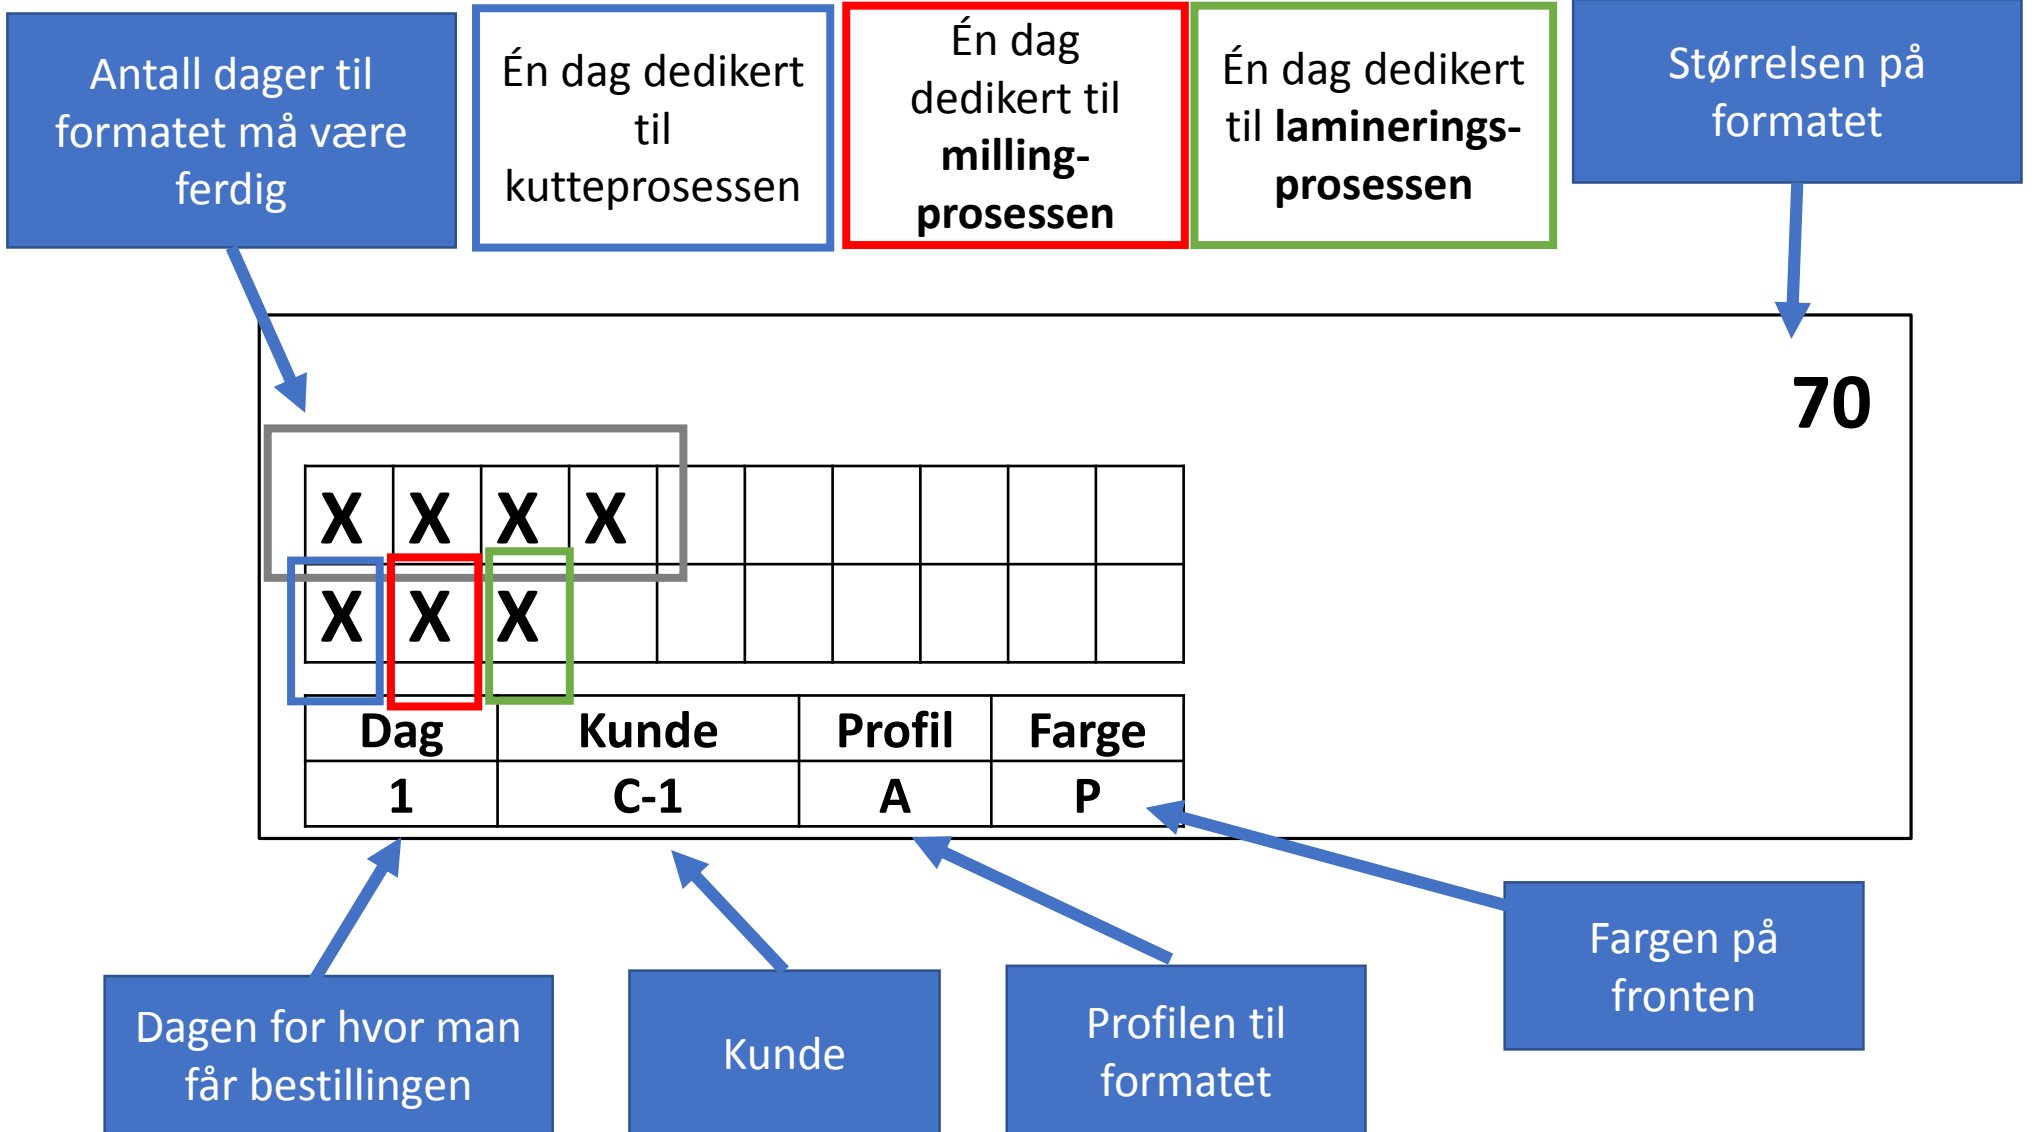 Antall dager til
formatet må være
ferdig
Én dag dedikert
til
kutteprosessen
Én dag
dedikert til
milling-
prosessen
Én dag dedikert
til laminerings-
prosessen
Størrelsen på
formatet
70
X X X X
X X X
Dag Kunde Profil Farge
1 C-1 A P
Dagen for hvor man
får bestillingen
Kunde
Profilen til
formatet
Fargen på
fronten